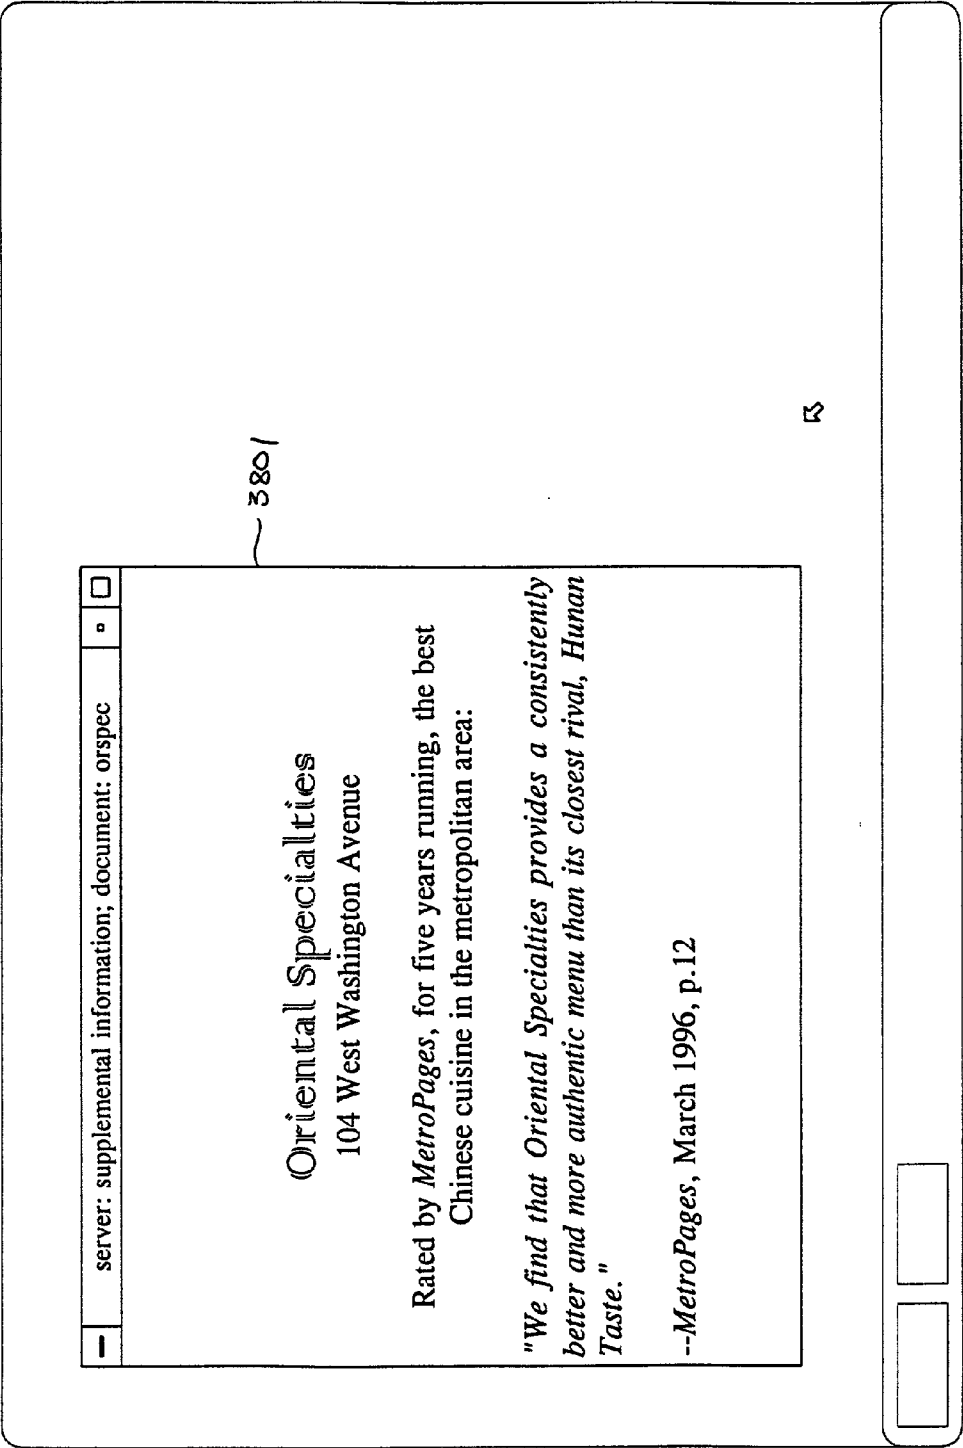 server: supplemental information; document: orspec
3801
Oriental Specialties
104 West Washington Avenue
Rated by MetroPages, for five years running, the best
Chinese cuisine in the metropolitan area:
"We find that Oriental Specialties provides a consistently
better and more authentic menu than its closest rival, Hunan
Taste."
--MetroPages, March 1996, p.12